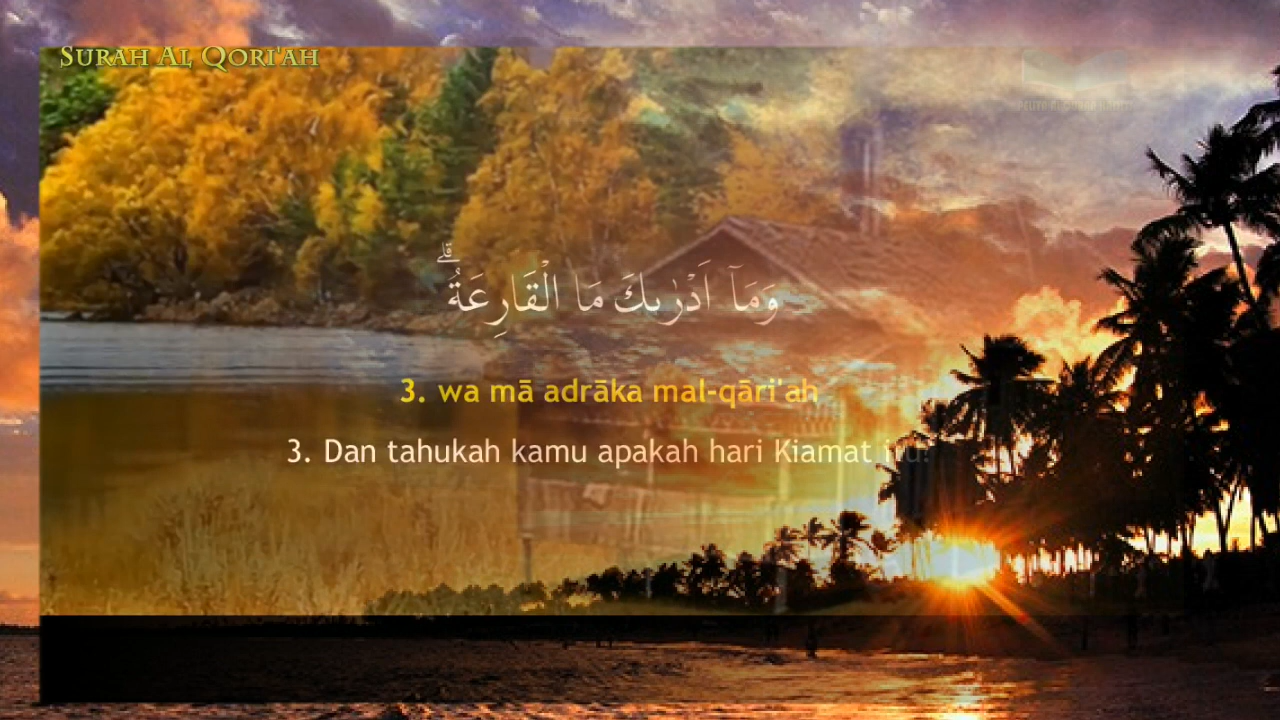 Surah Al Qori'ah
وَمَآ اَدْرٰىكَ مَا الْقَارِعَةُ ۗ
3. wa mā adrāka mal-qāri'ah
3. Dan tahukah kamu apakah hari Kiamat itu?